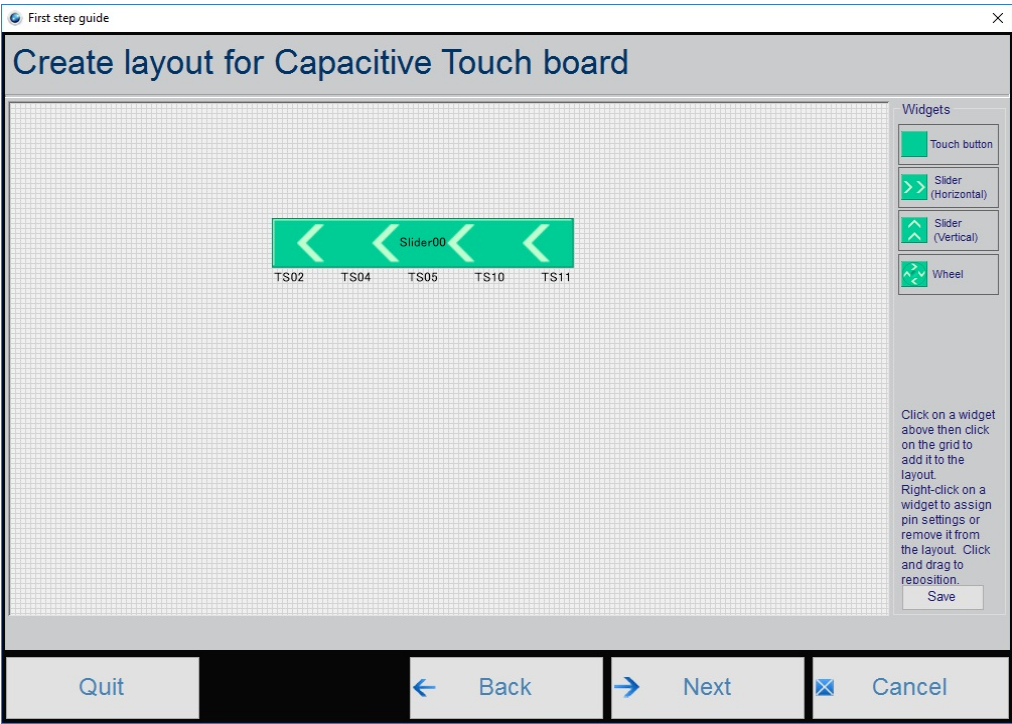 First step guide
Create layout for Capacitive Touch board
Slider00
TS02 TS04 TS05 TS10 TS11
Widgets
Touch button
Slider
(Horizontal)
Slider
(Vertical)
Wheel
Click on a widget
above then click
on the grid to
add it to the
layout.
Right-click on a
widget to assign
pin settings or
remove it from
the layout. Click
and drag to
reposition.
Save
Quit
Back
Next
Cancel